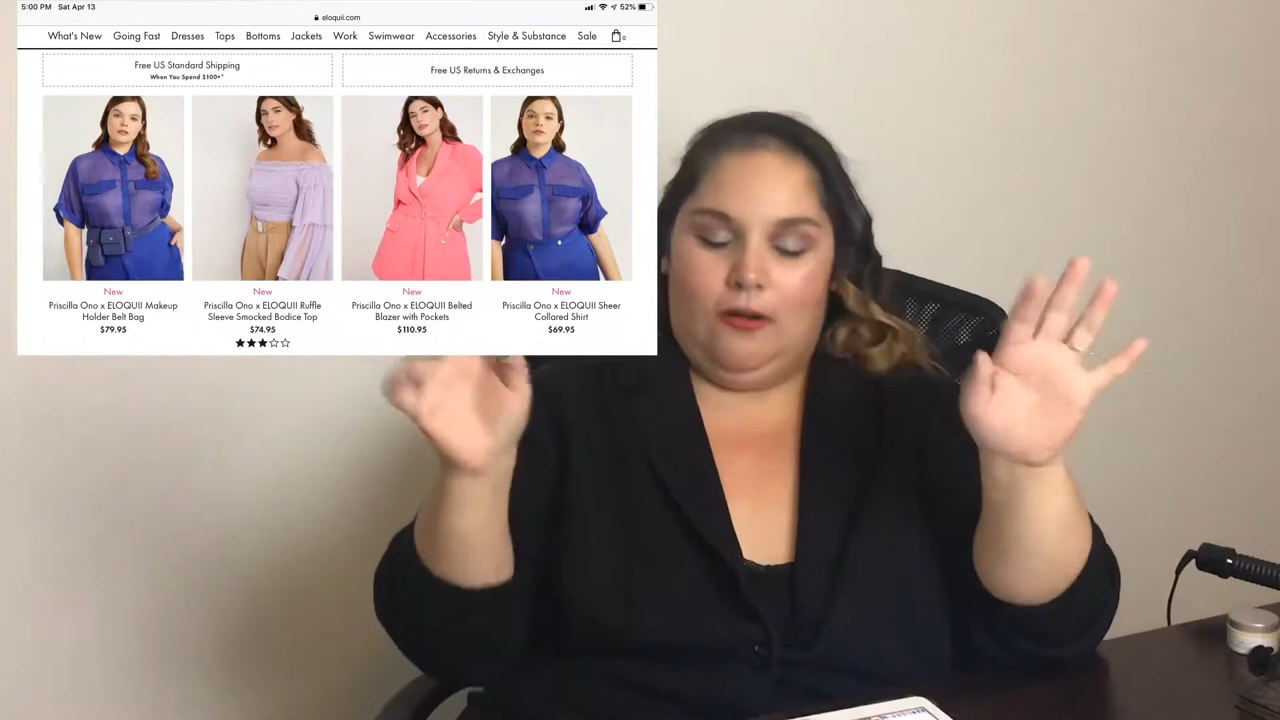 5:00 PM Sat Apr 13
52%
eloquii.com
What's New Going Fast Dresses Tops Bottoms Jackets Work Swimwear Accessories Style & Substance Sale 0
Free US Standard Shipping
When You Spend $100+*
Free US Returns & Exchanges
New
Priscilla Ono x ELOQUII Makeup
Holder Belt Bag
$79.95
New
Priscilla Ono x ELOQUII Ruffle
Sleeve Smocked Bodice Top
$74.95
New
Priscilla Ono x ELOQUII Belted
Blazer with Pockets
$110.95
New
Priscilla Ono x ELOQUII Sheer
Collared Shirt
$69.95